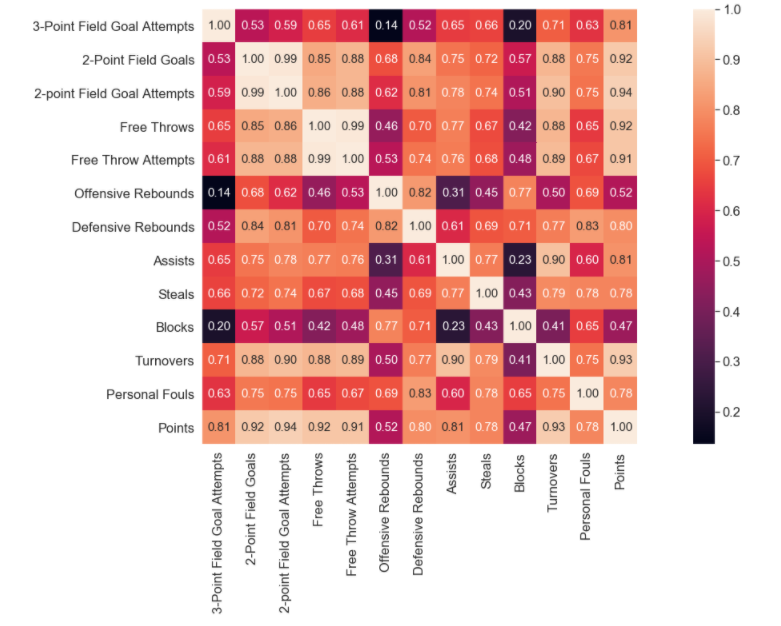 3-Point Field Goal Attempts 1.00 0.53 0.59 0.65 0.61 0.14 0.52 0.65 0.66 0.20 0.71 0.63 0.81
2-Point Field Goals 0.53 1.00 0.99 0.85 0.88 0.68 0.84 0.75 0.72 0.57 0.88 0.75 0.92
2-point Field Goal Attempts 0.59 0.99 1.00 0.86 0.88 0.62 0.81 0.78 0.74 0.51 0.90 0.75 0.94
Free Throws 0.65 0.85 0.86 1.00 0.99 0.46 0.70 0.77 0.67 0.42 0.88 0.65 0.92
Free Throw Attempts 0.61 0.88 0.88 0.99 1.00 0.53 0.74 0.76 0.68 0.48 0.89 0.67 0.91
Offensive Rebounds 0.14 0.68 0.62 0.46 0.53 1.00 0.82 0.31 0.45 0.77 0.50 0.69 0.52
Defensive Rebounds 0.52 0.84 0.81 0.70 0.74 0.82 1.00 0.61 0.69 0.71 0.77 0.83 0.80
Assists 0.65 0.75 0.78 0.77 0.76 0.31 0.61 1.00 0.77 0.23 0.90 0.60 0.81
Steals 0.66 0.72 0.74 0.67 0.68 0.45 0.69 0.77 1.00 0.43 0.79 0.78 0.78
Blocks 0.20 0.57 0.51 0.42 0.48 0.77 0.71 0.23 0.43 1.00 0.41 0.65 0.47
Turnovers 0.71 0.88 0.90 0.88 0.89 0.50 0.77 0.90 0.79 0.41 1.00 0.75 0.93
Personal Fouls 0.63 0.75 0.75 0.65 0.67 0.69 0.83 0.60 0.78 0.65 0.75 1.00 0.78
Points 0.81 0.92 0.94 0.92 0.91 0.52 0.80 0.81 0.78 0.47 0.93 0.78 1.00
3-Point Field Goal Attempts
2-Point Field Goals
2-point Field Goal Attempts
Free Throws
Free Throw Attempts
Offensive Rebounds
Defensive Rebounds
Assists
Steals
Blocks
Turnovers
Personal Fouls
Points
1.0
0.9
0.8
0.7
0.6
0.5
0.4
0.3
0.2